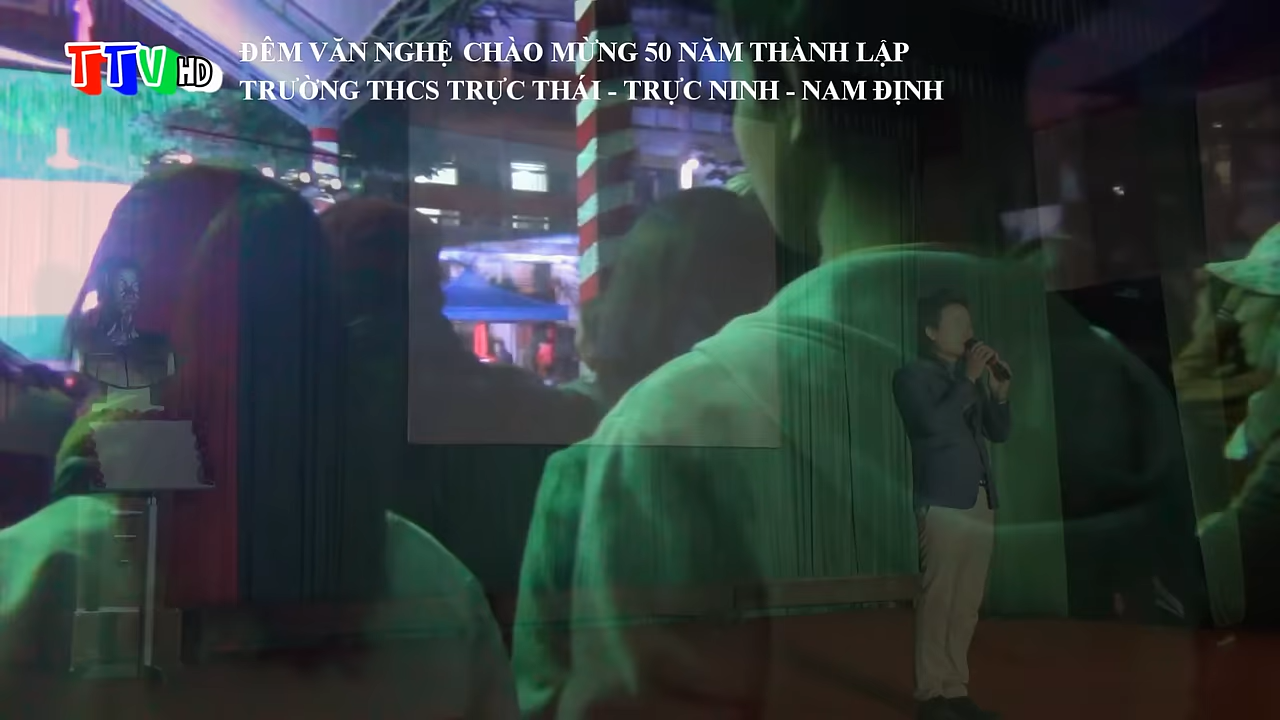 TTV HD
ĐÊM VĂN NGHỆ CHÀO MỪNG 50 NĂM THÀNH LẬP
TRƯỜNG THCS TRỰC THÁI - TRỰC NINH - NAM ĐỊNH